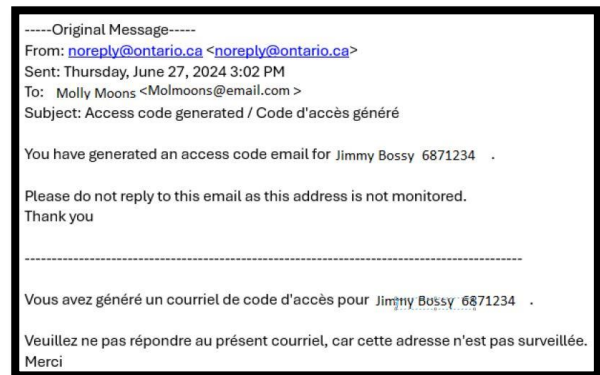 -----Original Message-----
From: noreply@ontario.ca <noreply@ontario.ca>
Sent: Thursday, June 27, 2024 3:02 PM
To: Molly Moons <Molmoons@email.com >
Subject: Access code generated / Code d'accès généré
You have generated an access code email for Jimmy Bossy 6871234 .
Please do not reply to this email as this address is not monitored.
Thank you
--------------------------------------------------------------------------------------------
Vous avez généré un courriel de code d'accès pour Jimmy Bossy 6871234 .
Veuillez ne pas répondre au présent courriel, car cette adresse n'est pas surveillée.
Merci